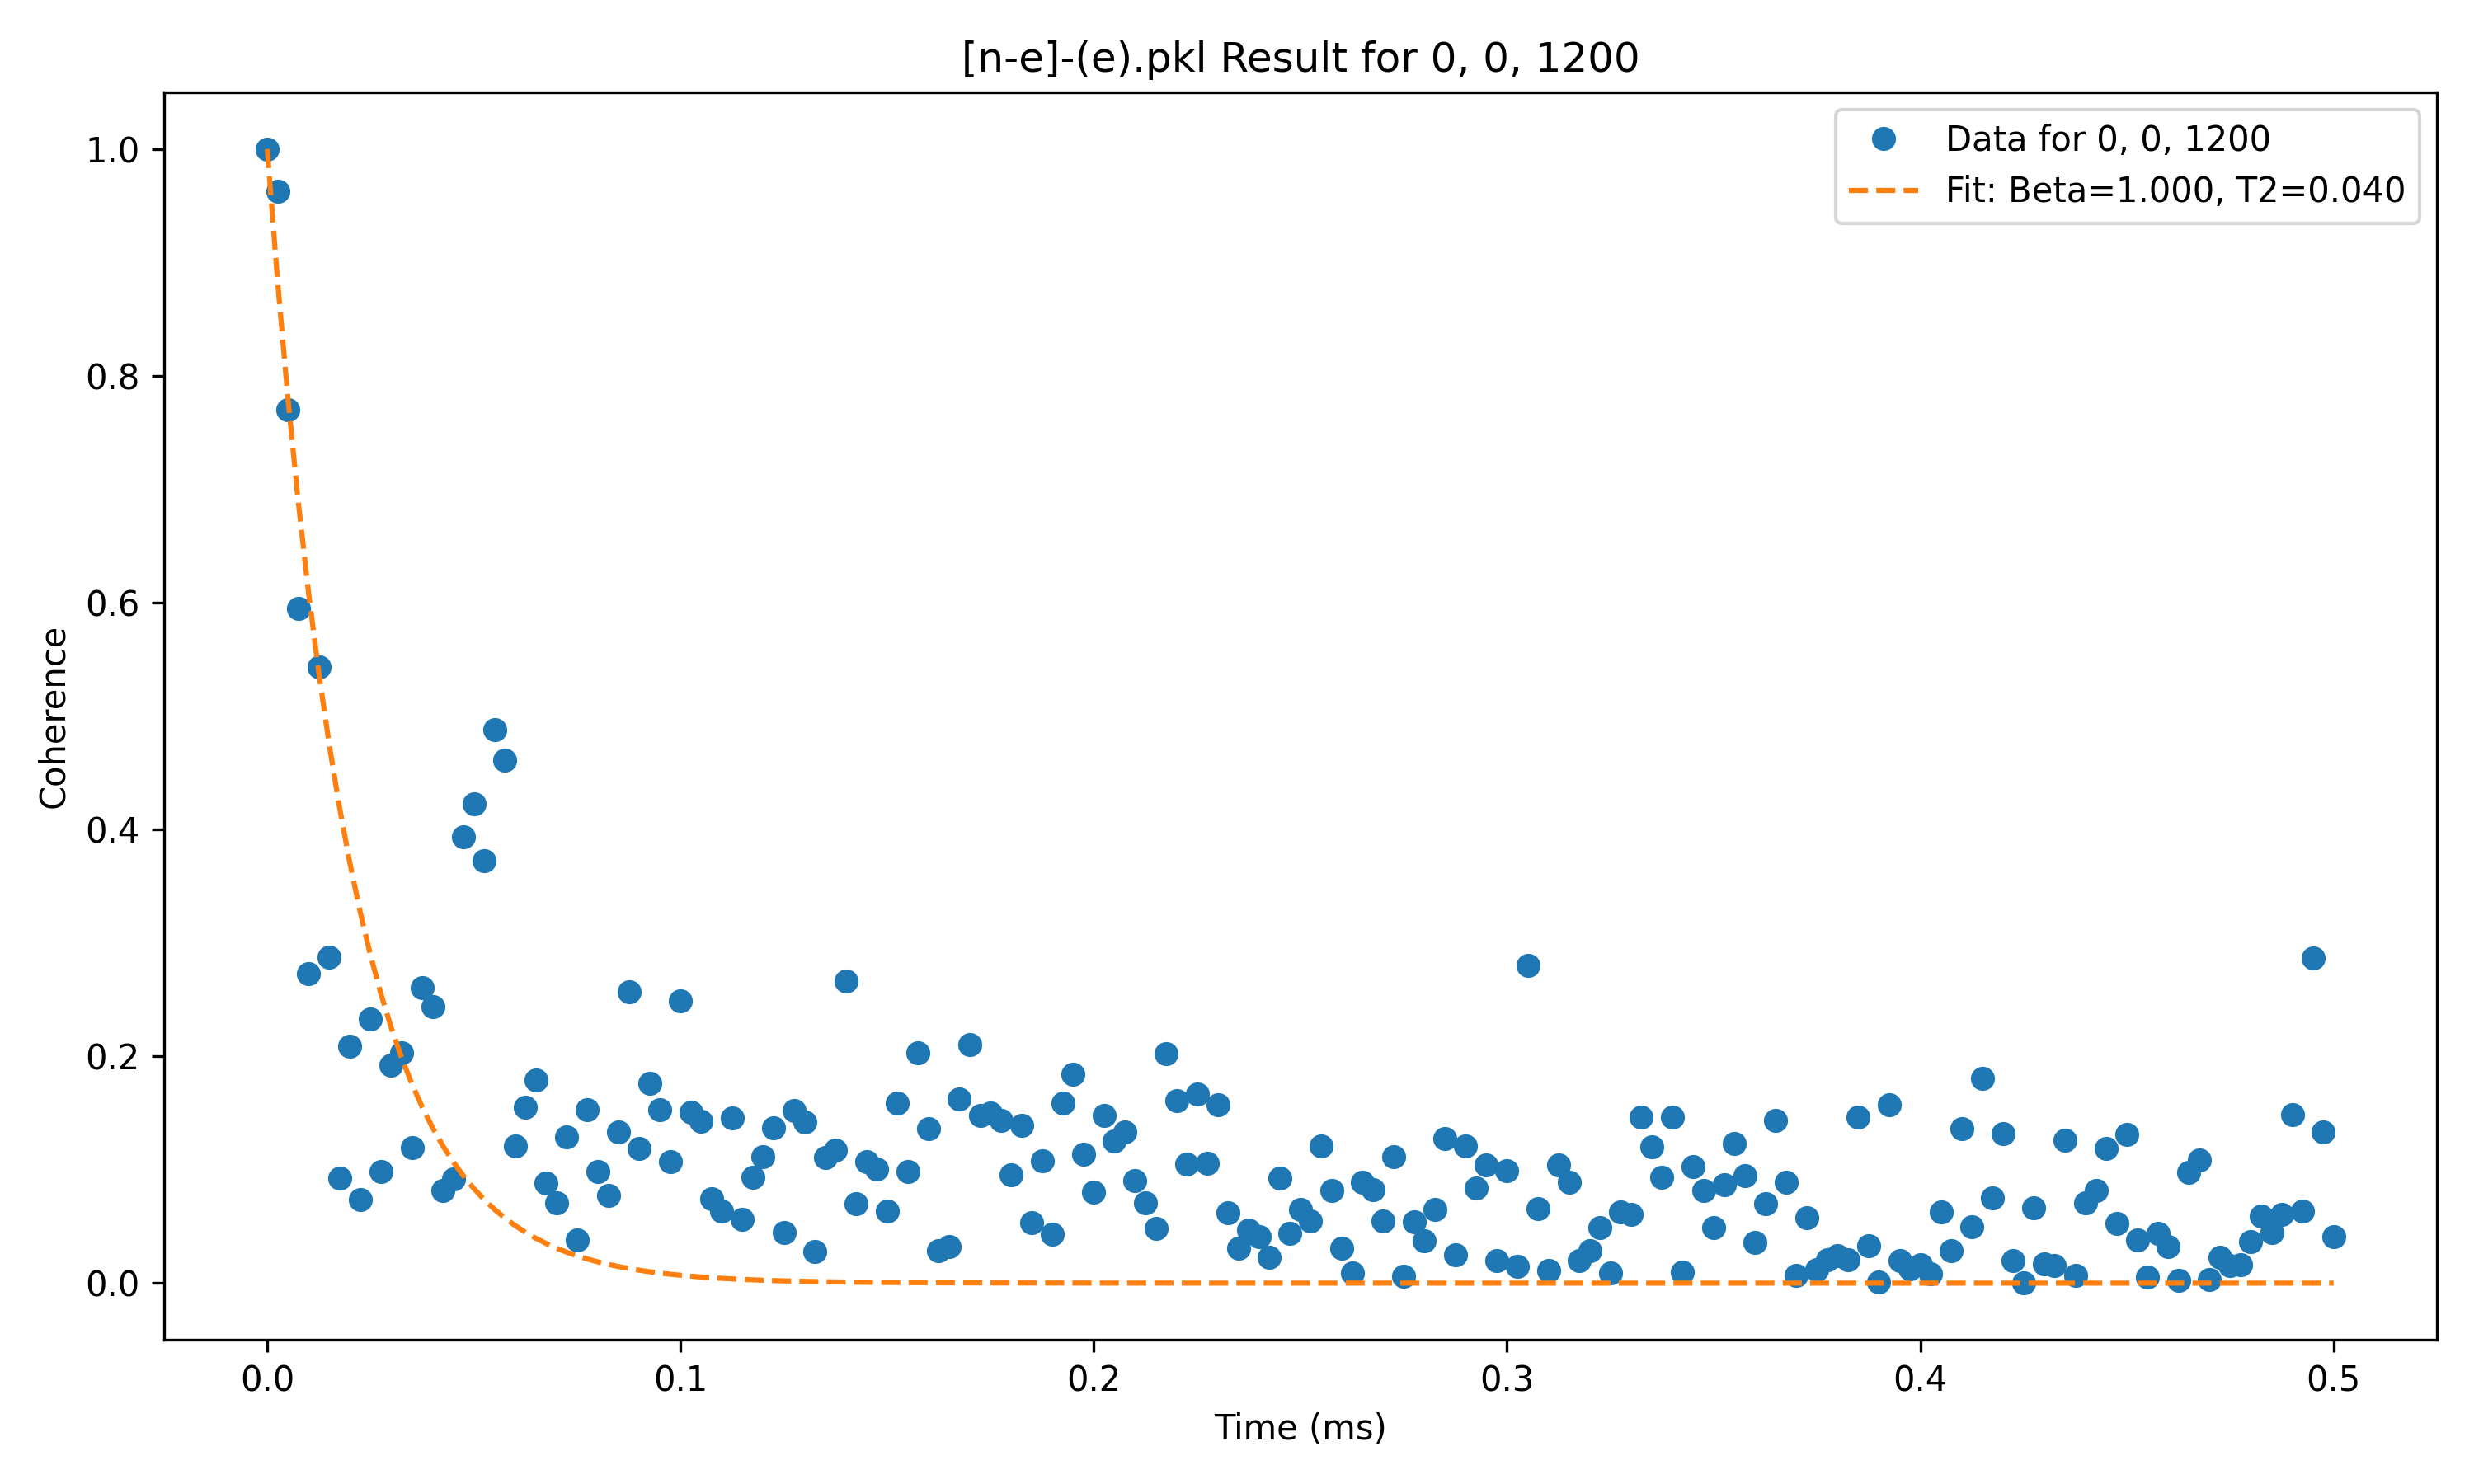 [n-e]-(e).pkl Result for 0, 0, 1200
Data for 0, 0, 1200
Fit: Beta=1.000, T2=0.040
Coherence
1.0
0.8
0.6
0.4
0.2
0.0
0.0 0.1 0.2 0.3 0.4 0.5
Time (ms)